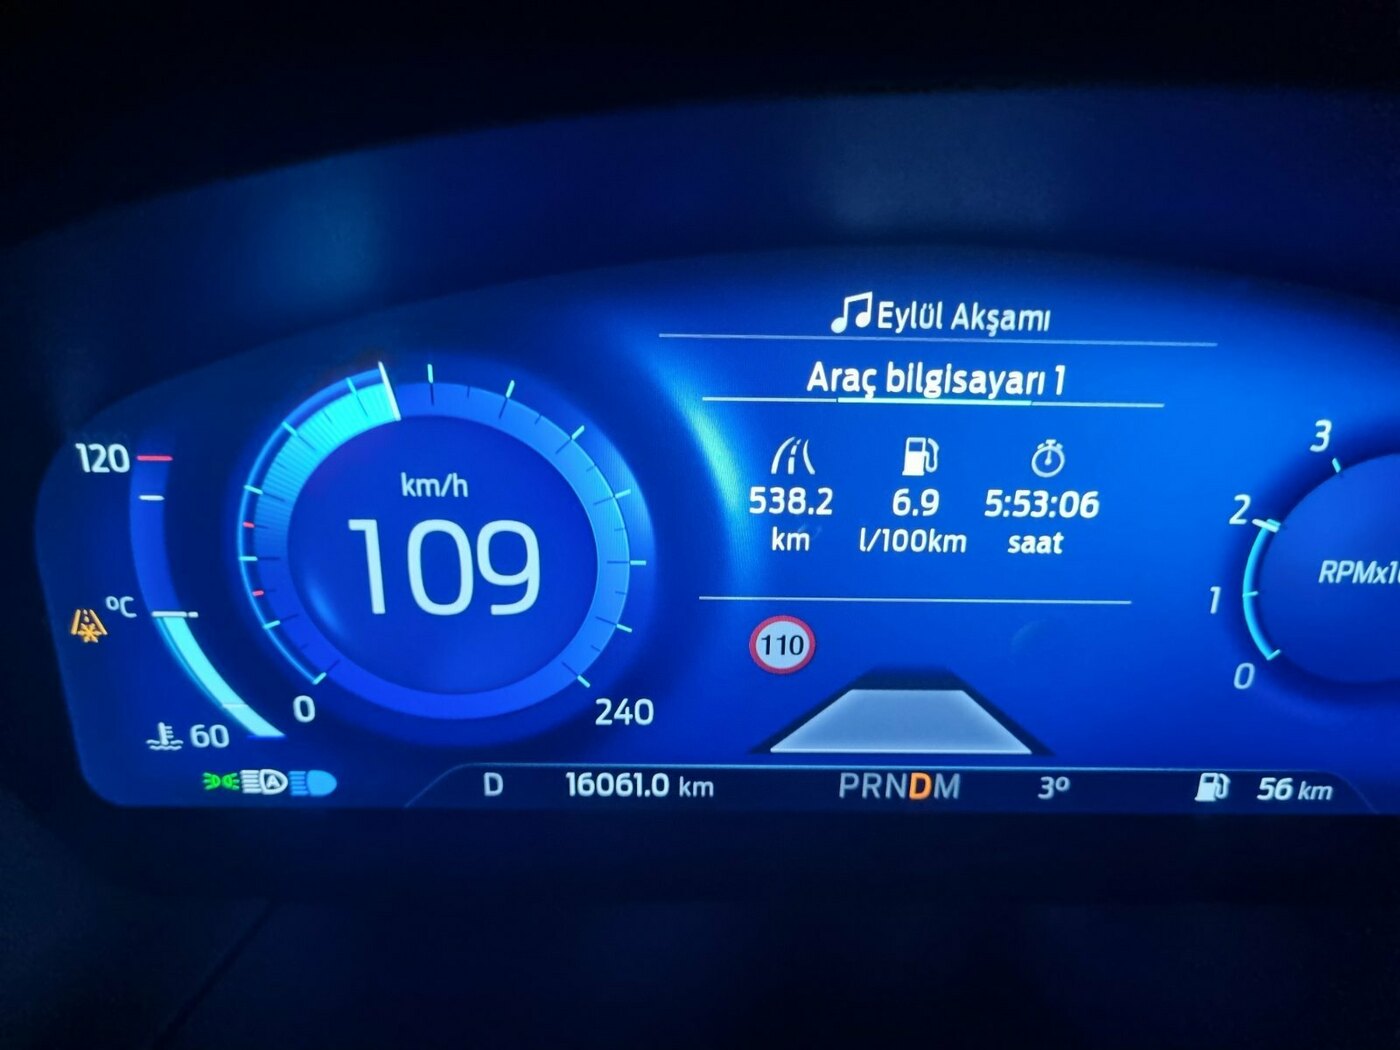 Eylül Akşamı
Araç bilgisayarı 1
538.2 6.9 5:53:06
km l/100km saat
120
°C
60
km/h
109
0 240
110
3
2
1
0
RPMx1
A
D 16061.0 km PRNDM 3° 56 km